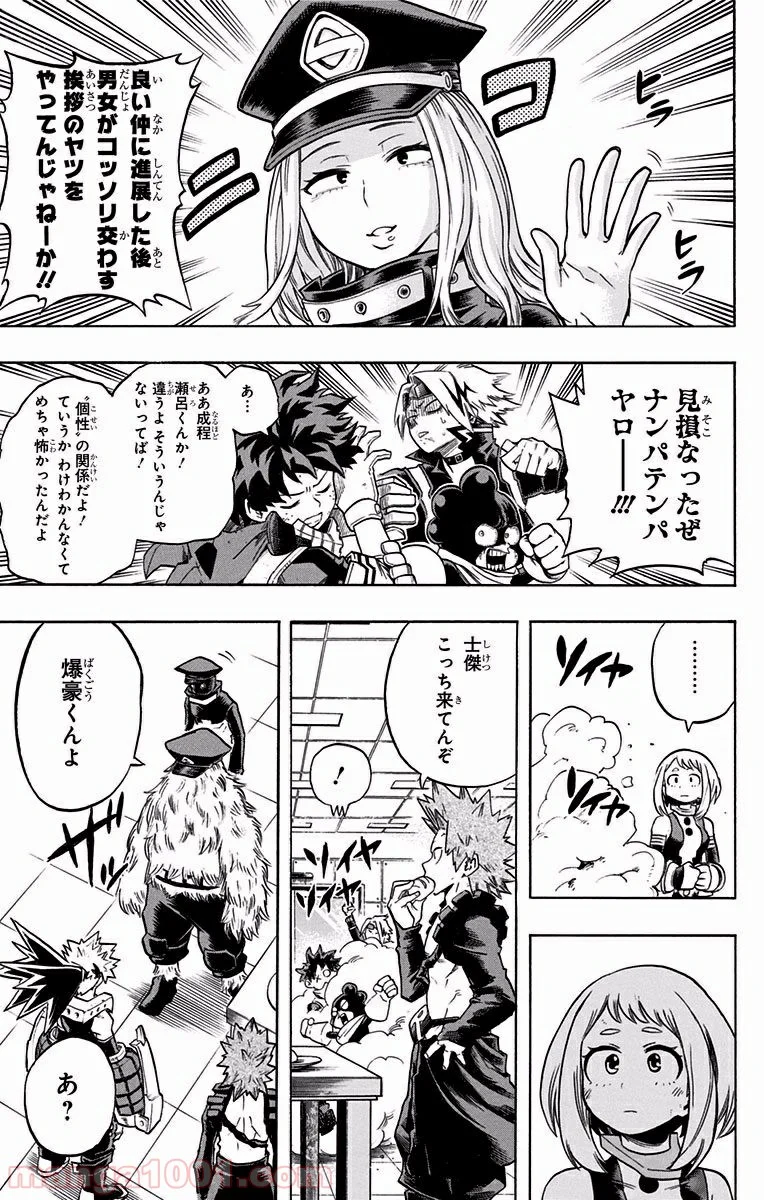 良い仲に進展した後
男女がコッソリ交わす
挨拶のヤツを
やってんじゃねーか!!
コソ
コソ
見損なったぜ
ナンパテンパ
ヤロ━━!!!
あ…
ああ成程
瀬呂くんか!
違うよ そういうんじゃ
ないってば!
“個性”の関係だよ!
ていうか わけわかんなくて
めちゃ怖かったんだよ
………
ソイヤ
ソイヤ
士傑
こっち来てんぞ
!
ソイヤ
ソイヤ
爆豪くんよ
ザッ
あ?
manga1001.com